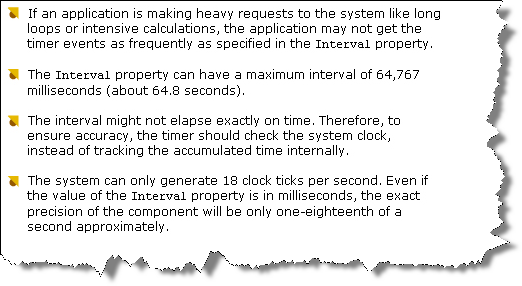 If an application is making heavy requests to the system like long
loops or intensive calculations, the application may not get the
timer events as frequently as specified in the Interval property.
The Interval property can have a maximum interval of 64,767
milliseconds (about 64.8 seconds).
The interval might not elapse exactly on time. Therefore, to
ensure accuracy, the timer should check the system clock,
instead of tracking the accumulated time internally.
The system can only generate 18 clock ticks per second. Even if
the value of the Interval property is in milliseconds, the exact
precision of the component will be only one-eighteenth of a
second approximately.